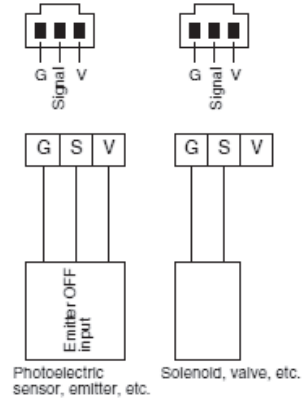 G Signal V
G Signal V
G S V
G S V
Emitter OFF
input
Photoelectric
sensor, emitter, etc.
Solenoid, valve, etc.